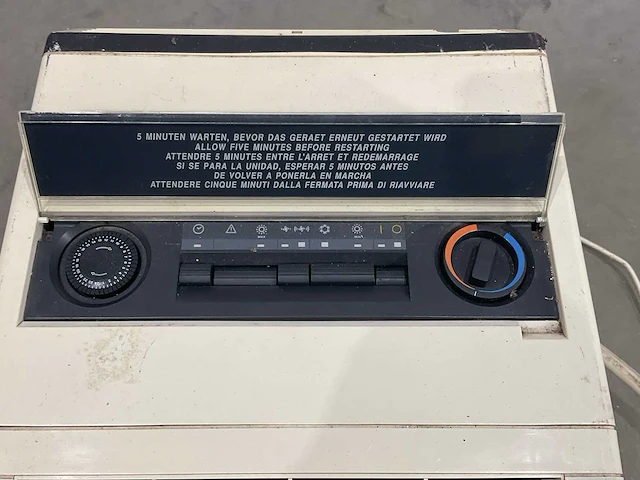 5 MINUTEN WARTEN, BEVOR DAS GERAET ERNEUT GESTARTET WIRD
ALLOW FIVE MINUTES BEFORE RESTARTING
ATTENDRE 5 MINUTES ENTRE L'ARRET ET REDEMARRAGE
SI SE PARA LA UNIDAD, ESPERAR 5 MINUTOS ANTES
DE VOLVER A PONERLA EN MARCHA
ATTENDERE CINQUE MINUTI DALLA FERMATA PRIMA DI RIAVVIARE